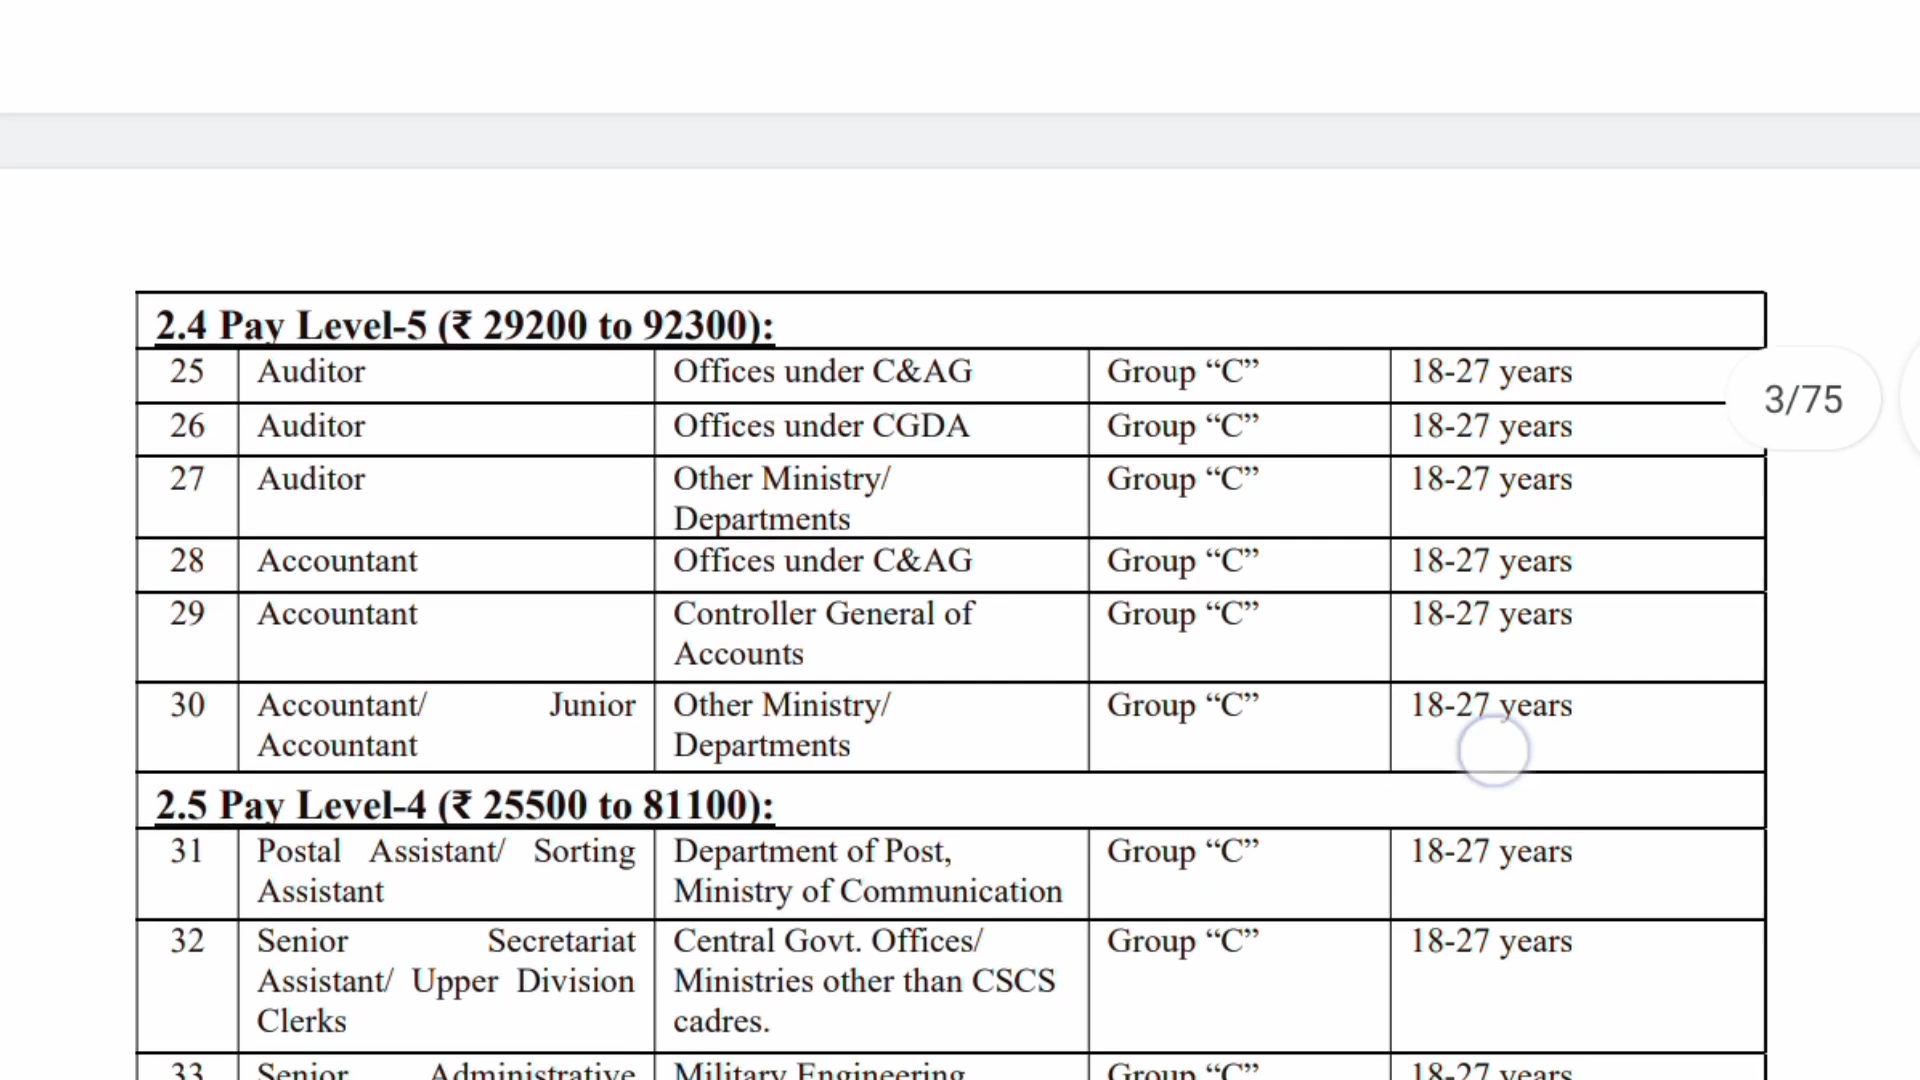 2.4 Pay Level-5 (₹ 29200 to 92300):
25 Auditor Offices under C&AG Group “C” 18-27 years
3/75
26 Auditor Offices under CGDA Group “C” 18-27 years
27 Auditor Other Ministry/ Group “C” 18-27 years
Departments
28 Accountant Offices under C&AG Group “C” 18-27 years
29 Accountant Controller General of Group “C” 18-27 years
Accounts
30 Accountant/ Junior Other Ministry/ Group “C” 18-27 years
Accountant Departments
2.5 Pay Level-4 (₹ 25500 to 81100):
31 Postal Assistant/ Sorting Department of Post, Group “C” 18-27 years
Assistant Ministry of Communication
32 Senior Secretariat Central Govt. Offices/ Group “C” 18-27 years
Assistant/ Upper Division Ministries other than CSCS
Clerks cadres.
33 Senior Administrative Military Engineering Group “C” 18-27 years